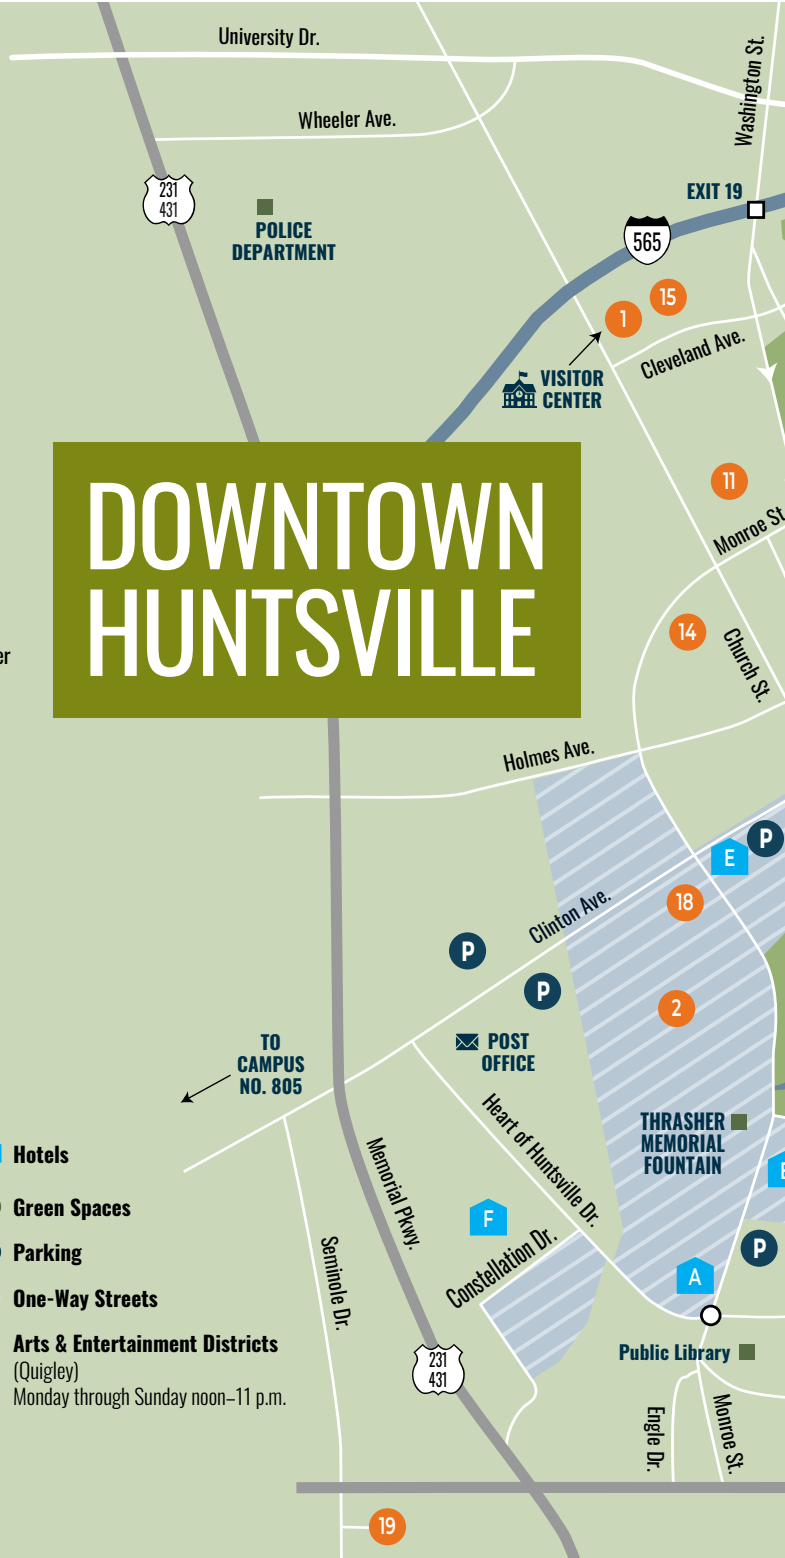 University Dr.
Washington St.
Wheeler Ave.
231
431
EXIT 19
POLICE
DEPARTMENT
565
15
1
Cleveland Ave.
VISITOR
CENTER
11
DOWNTOWN
HUNTSVILLE
Monroe St.
14
Church St.
er
Holmes Ave.
P
E
18
Clinton Ave.
P
P
2
TO
CAMPUS
NO. 805
POST
OFFICE
Heart of Huntsville Dr.
THRASHER
MEMORIAL
FOUNTAIN
Hotels
Memorial Pkwy.
Green Spaces
F
Parking
Constellation Dr.
P
Seminole Dr.
A
One-Way Streets
Arts & Entertainment Districts
(Quigley)
Monday through Sunday noon–11 p.m.
231
431
Public Library
Engle Dr.
Monroe St.
19